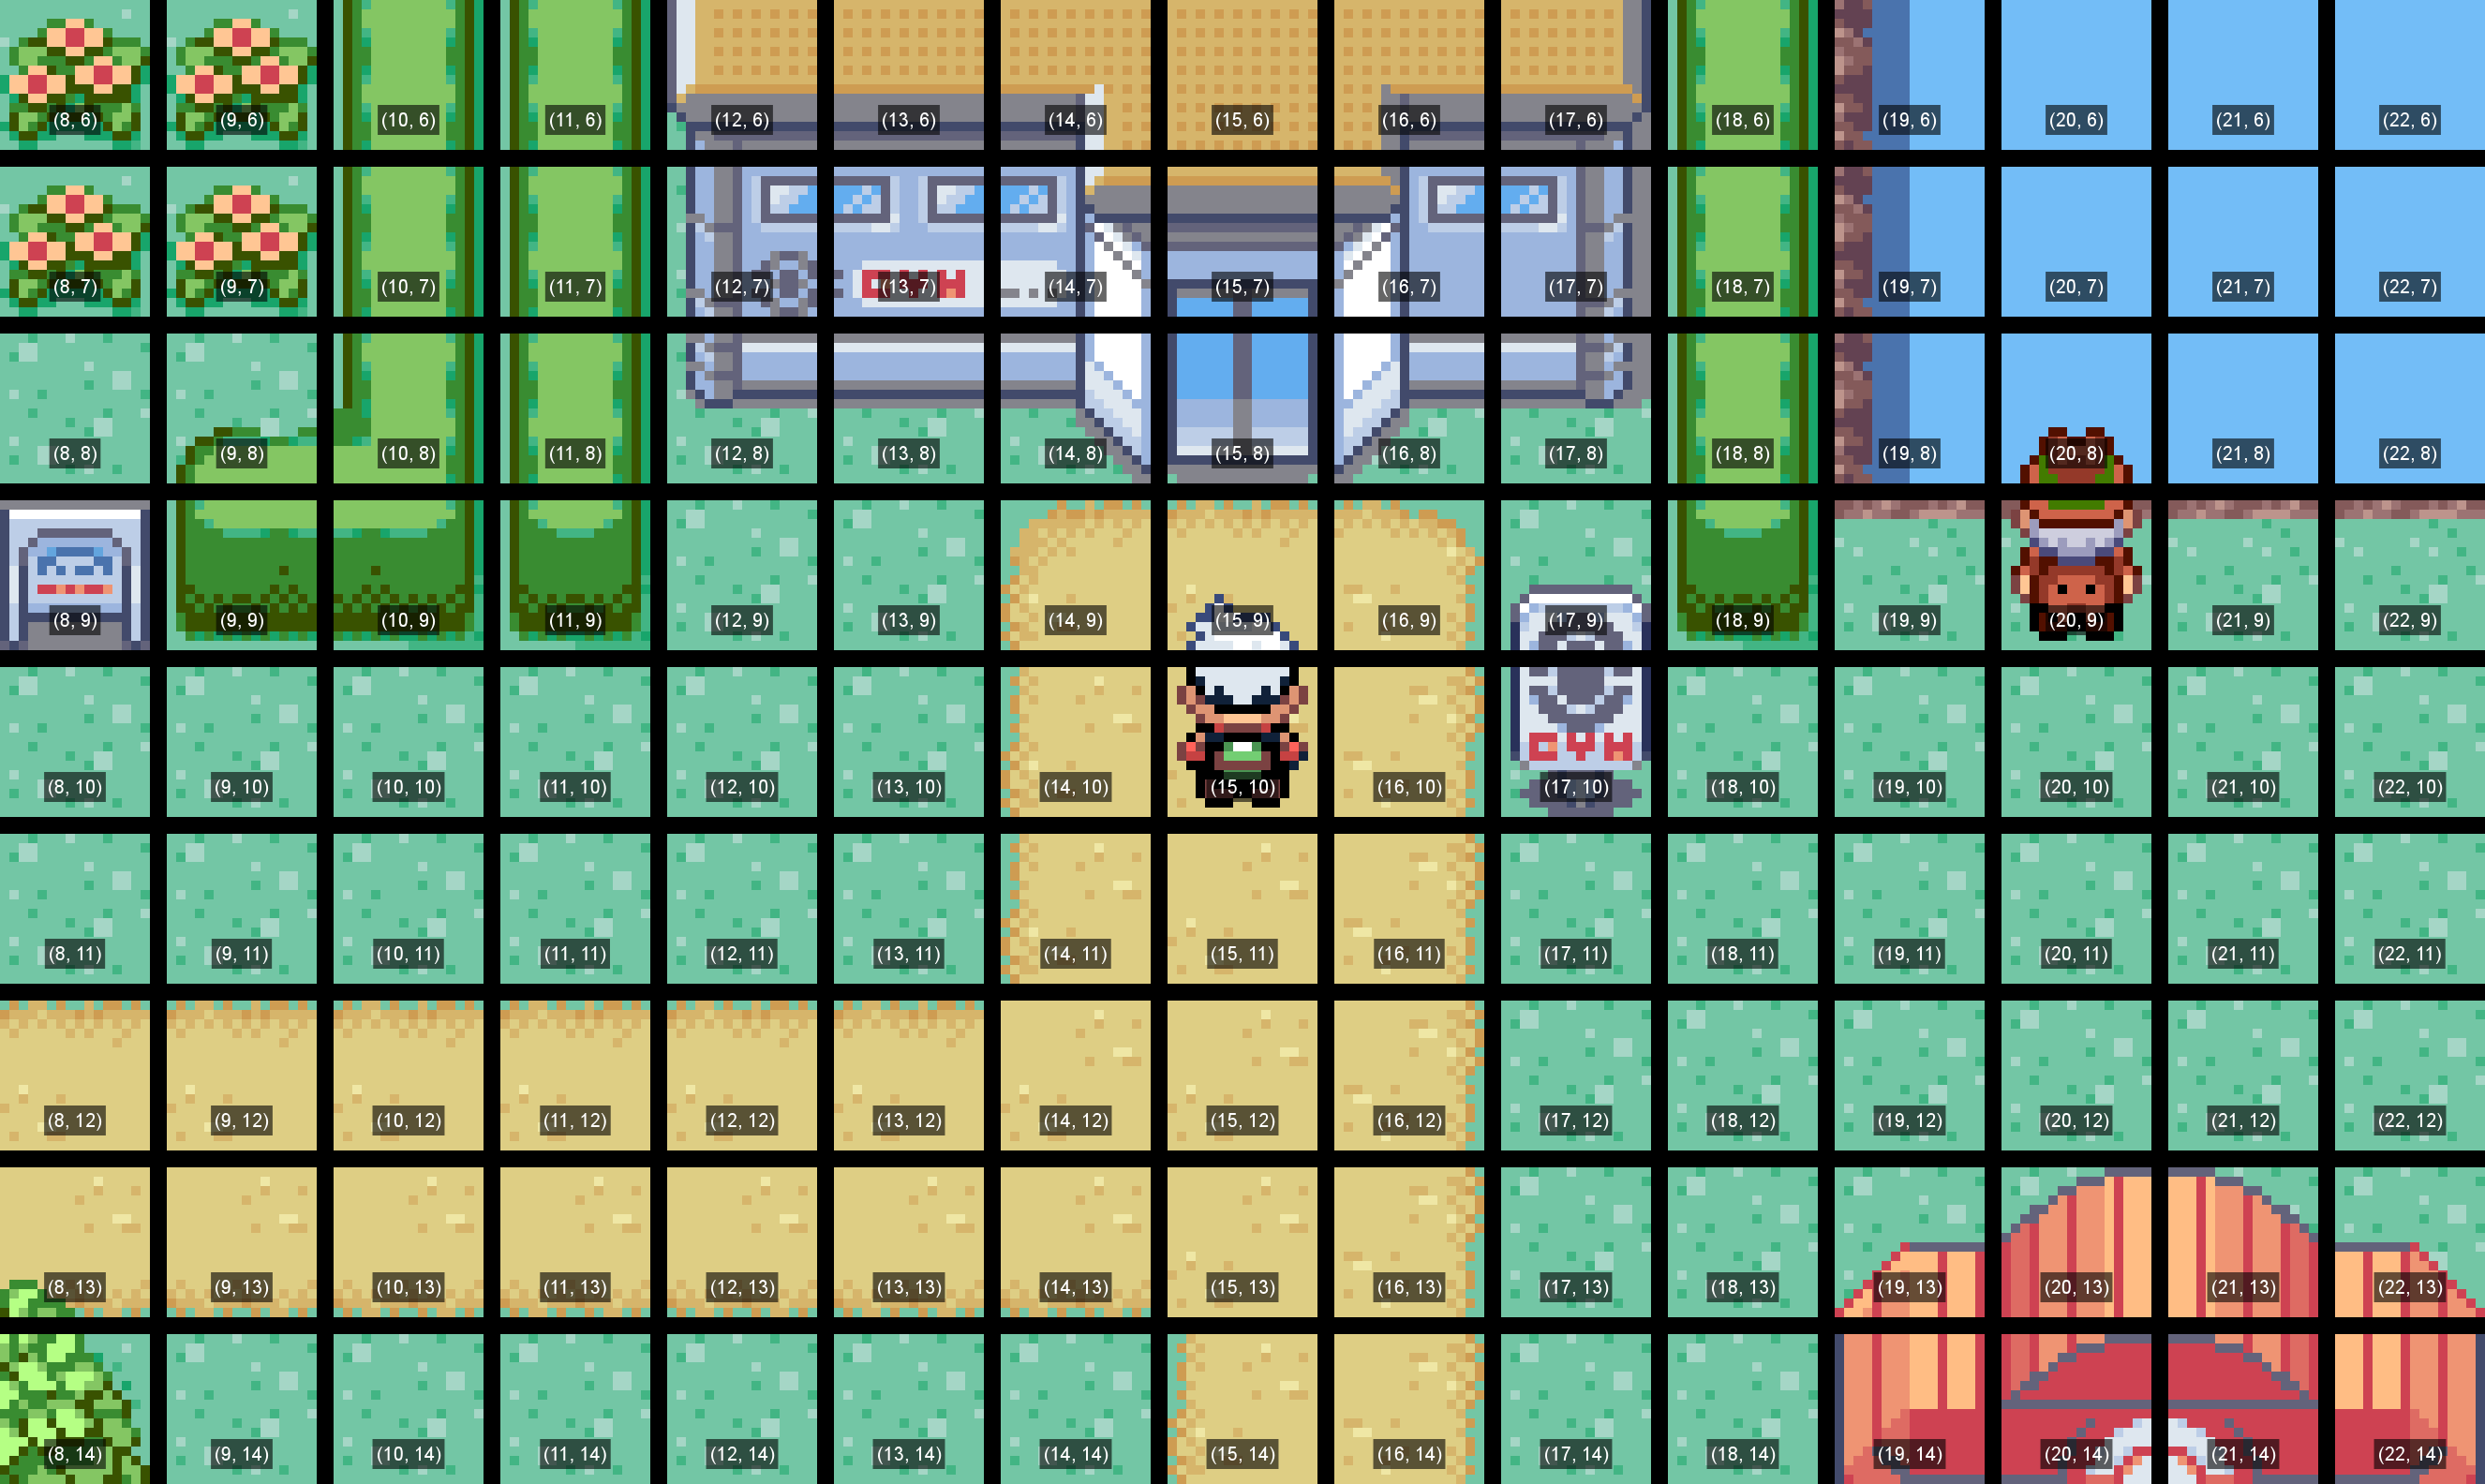 (8, 6) (9, 6) (10, 6) (11, 6) (12, 6) (13, 6) (14, 6) (15, 6) (16, 6) (17, 6) (18, 6) (19, 6) (20, 6) (21, 6) (22, 6)
(8, 7) (9, 7) (10, 7) (11, 7) (12, 7) (13, 7) (14, 7) (15, 7) (16, 7) (17, 7) (18, 7) (19, 7) (20, 7) (21, 7) (22, 7)
(8, 8) (9, 8) (10, 8) (11, 8) (12, 8) (13, 8) (14, 8) (15, 8) (16, 8) (17, 8) (18, 8) (19, 8) (20, 8) (21, 8) (22, 8)
(8, 9) (9, 9) (10, 9) (11, 9) (12, 9) (13, 9) (14, 9) (15, 9) (16, 9) (17, 9) (18, 9) (19, 9) (20, 9) (21, 9) (22, 9)
GYM
(8, 10) (9, 10) (10, 10) (11, 10) (12, 10) (13, 10) (14, 10) (15, 10) (16, 10) (17, 10) (18, 10) (19, 10) (20, 10) (21, 10) (22, 10)
(8, 11) (9, 11) (10, 11) (11, 11) (12, 11) (13, 11) (14, 11) (15, 11) (16, 11) (17, 11) (18, 11) (19, 11) (20, 11) (21, 11) (22, 11)
(8, 12) (9, 12) (10, 12) (11, 12) (12, 12) (13, 12) (14, 12) (15, 12) (16, 12) (17, 12) (18, 12) (19, 12) (20, 12) (21, 12) (22, 12)
(8, 13) (9, 13) (10, 13) (11, 13) (12, 13) (13, 13) (14, 13) (15, 13) (16, 13) (17, 13) (18, 13) (19, 13) (20, 13) (21, 13) (22, 13)
(8, 14) (9, 14) (10, 14) (11, 14) (12, 14) (13, 14) (14, 14) (15, 14) (16, 14) (17, 14) (18, 14) (19, 14) (20, 14) (21, 14) (22, 14)